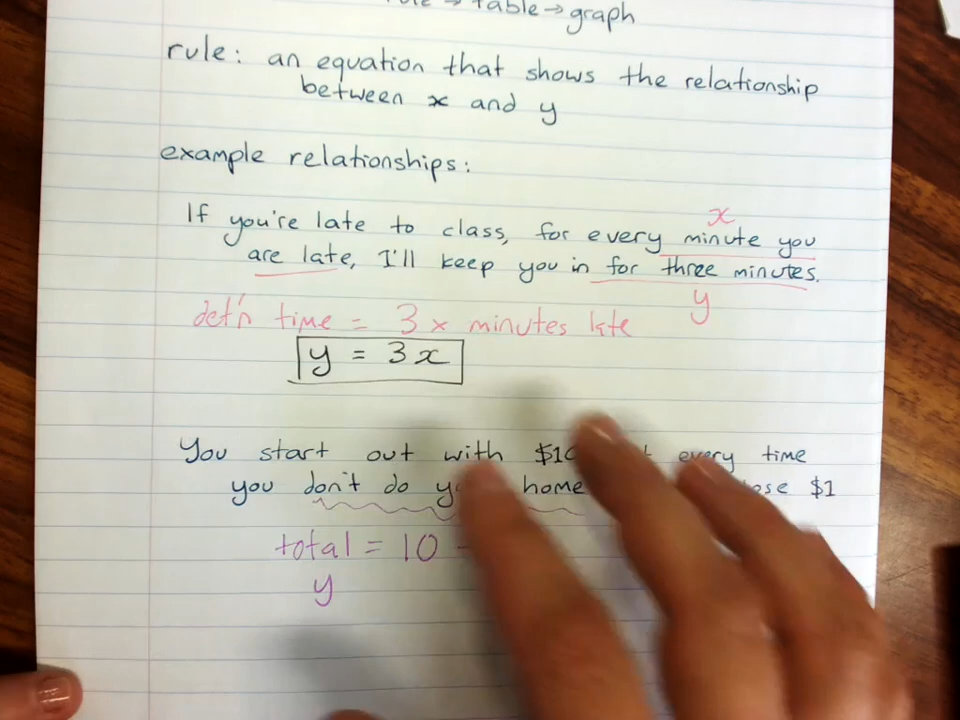 → table → graph
rule: an equation that shows the relationship
between x and y
example relationships:
x
If you're late to class, for every minute you
are late, I'll keep you in for three minutes.
y
det'n time = 3 x minutes late
y = 3x
You start out with $10 every time
you don't do home $1
total = 10 -
y